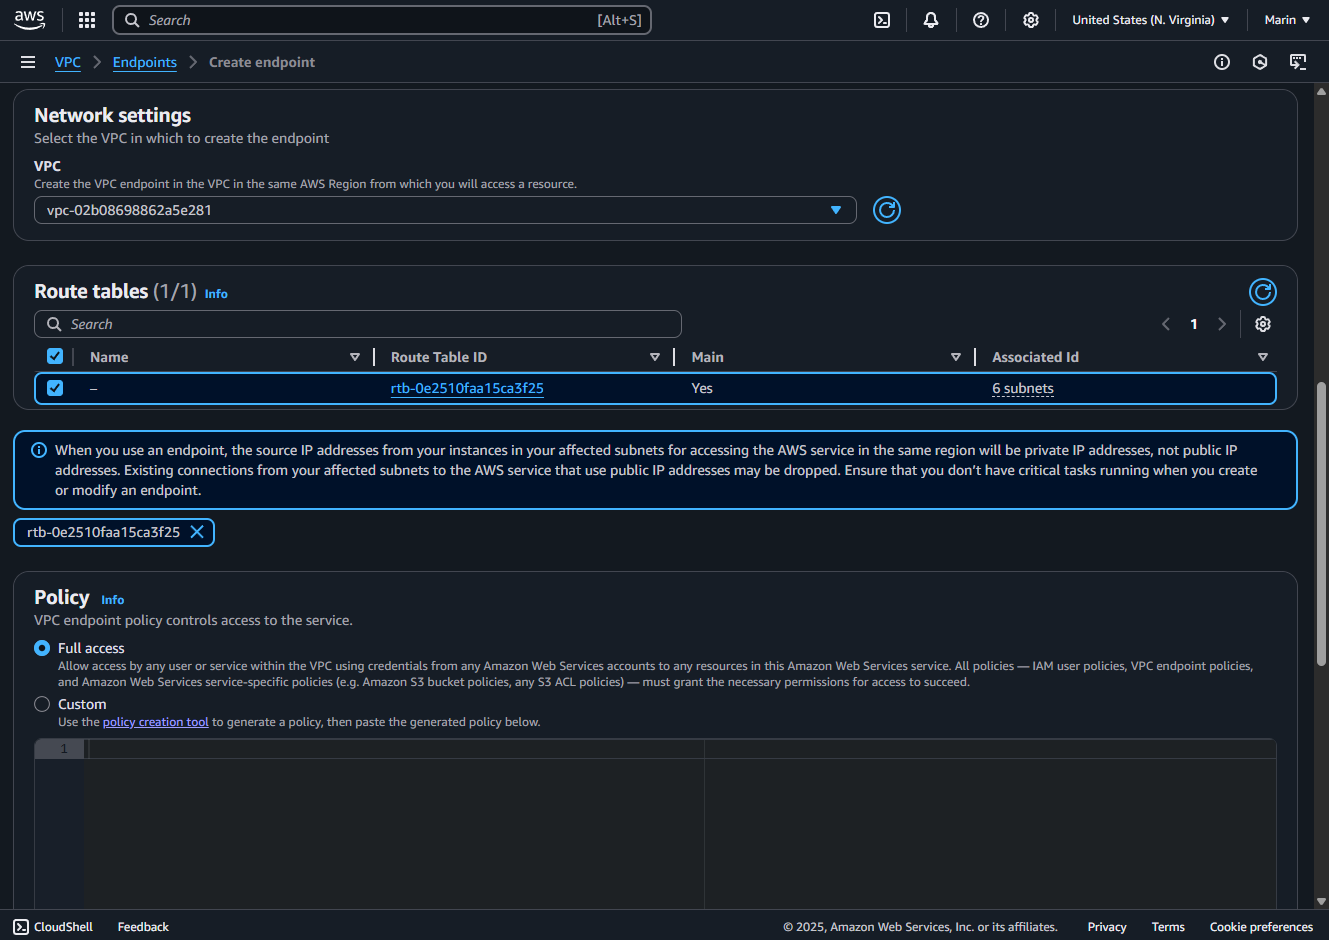 aws
Search [Alt+S]
United States (N. Virginia)
Marin
VPC
Endpoints
Create endpoint
Network settings
Select the VPC in which to create the endpoint
VPC
Create the VPC endpoint in the VPC in the same AWS Region from which you will access a resource.
vpc-02b08698862a5e281
Route tables (1/1) Info
Search
1
Name Route Table ID Main Associated Id
– rtb-0e2510faa15ca3f25 Yes 6 subnets
When you use an endpoint, the source IP addresses from your instances in your affected subnets for accessing the AWS service in the same region will be private IP addresses, not public IP
addresses. Existing connections from your affected subnets to the AWS service that use public IP addresses may be dropped. Ensure that you don’t have critical tasks running when you create
or modify an endpoint.
rtb-0e2510faa15ca3f25
Policy Info
VPC endpoint policy controls access to the service.
Full access
Allow access by any user or service within the VPC using credentials from any Amazon Web Services accounts to any resources in this Amazon Web Services service. All policies — IAM user policies, VPC endpoint policies,
and Amazon Web Services service-specific policies (e.g. Amazon S3 bucket policies, any S3 ACL policies) — must grant the necessary permissions for access to succeed.
Custom
Use the policy creation tool to generate a policy, then paste the generated policy below.
1
CloudShell Feedback © 2025, Amazon Web Services, Inc. or its affiliates. Privacy Terms Cookie preferences